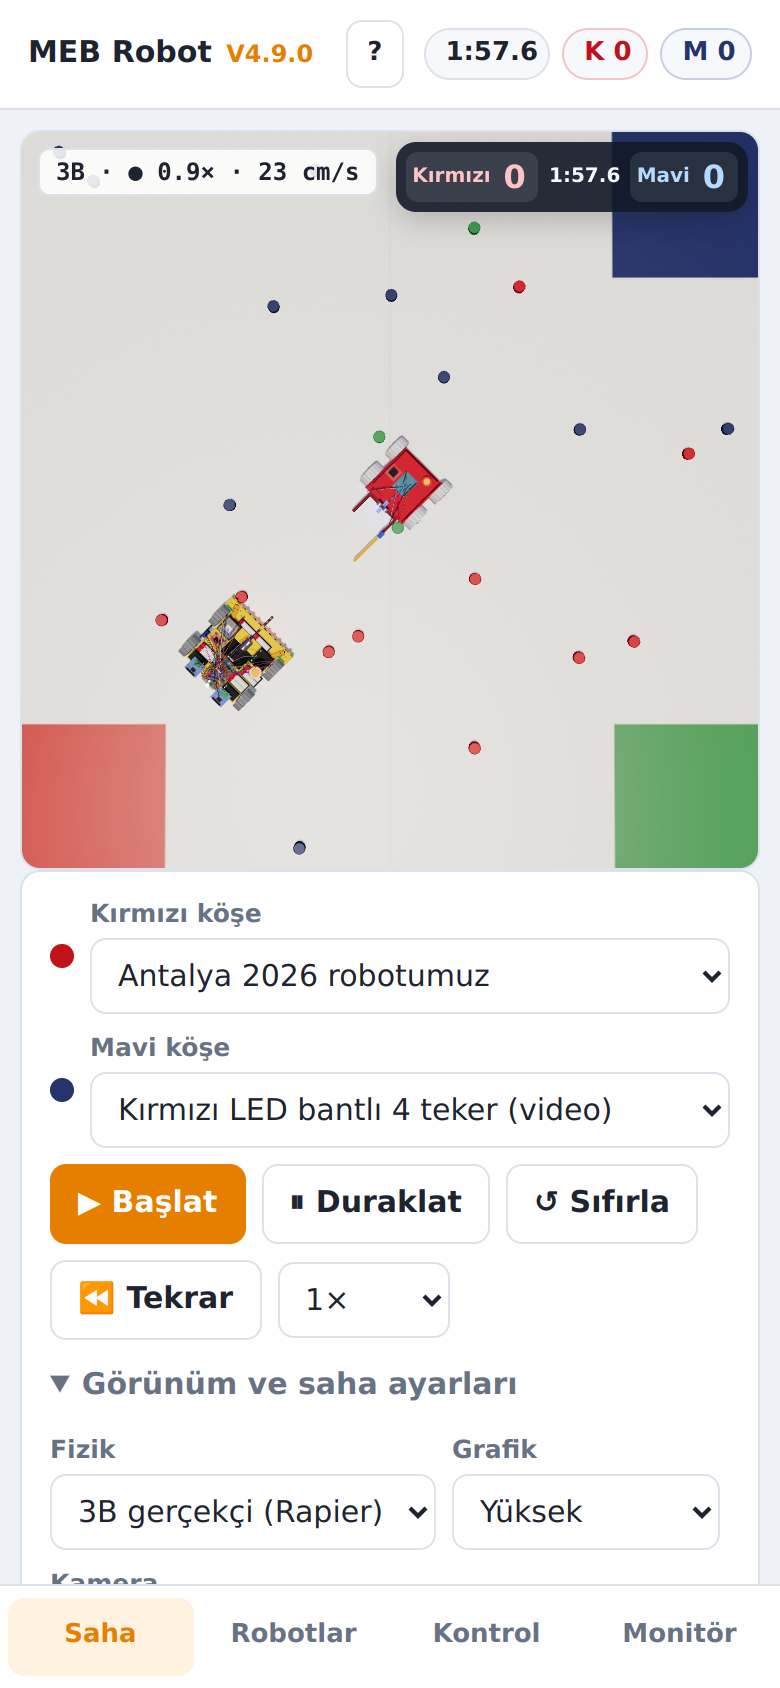 MEB Robot V4.9.0 ? 1:57.6 K 0 M 0
3B · ● 0.9× · 23 cm/s
Kırmızı 0 1:57.6 Mavi 0
Kırmızı köşe
Antalya 2026 robotumuz
Mavi köşe
Kırmızı LED bantlı 4 teker (video)
▶ Başlat ⏸ Duraklat ↺ Sıfırla
⏪ Tekrar 1×
▼ Görünüm ve saha ayarları
Fizik Grafik
3B gerçekçi (Rapier) Yüksek
Kamera
Saha Robotlar Kontrol Monitör